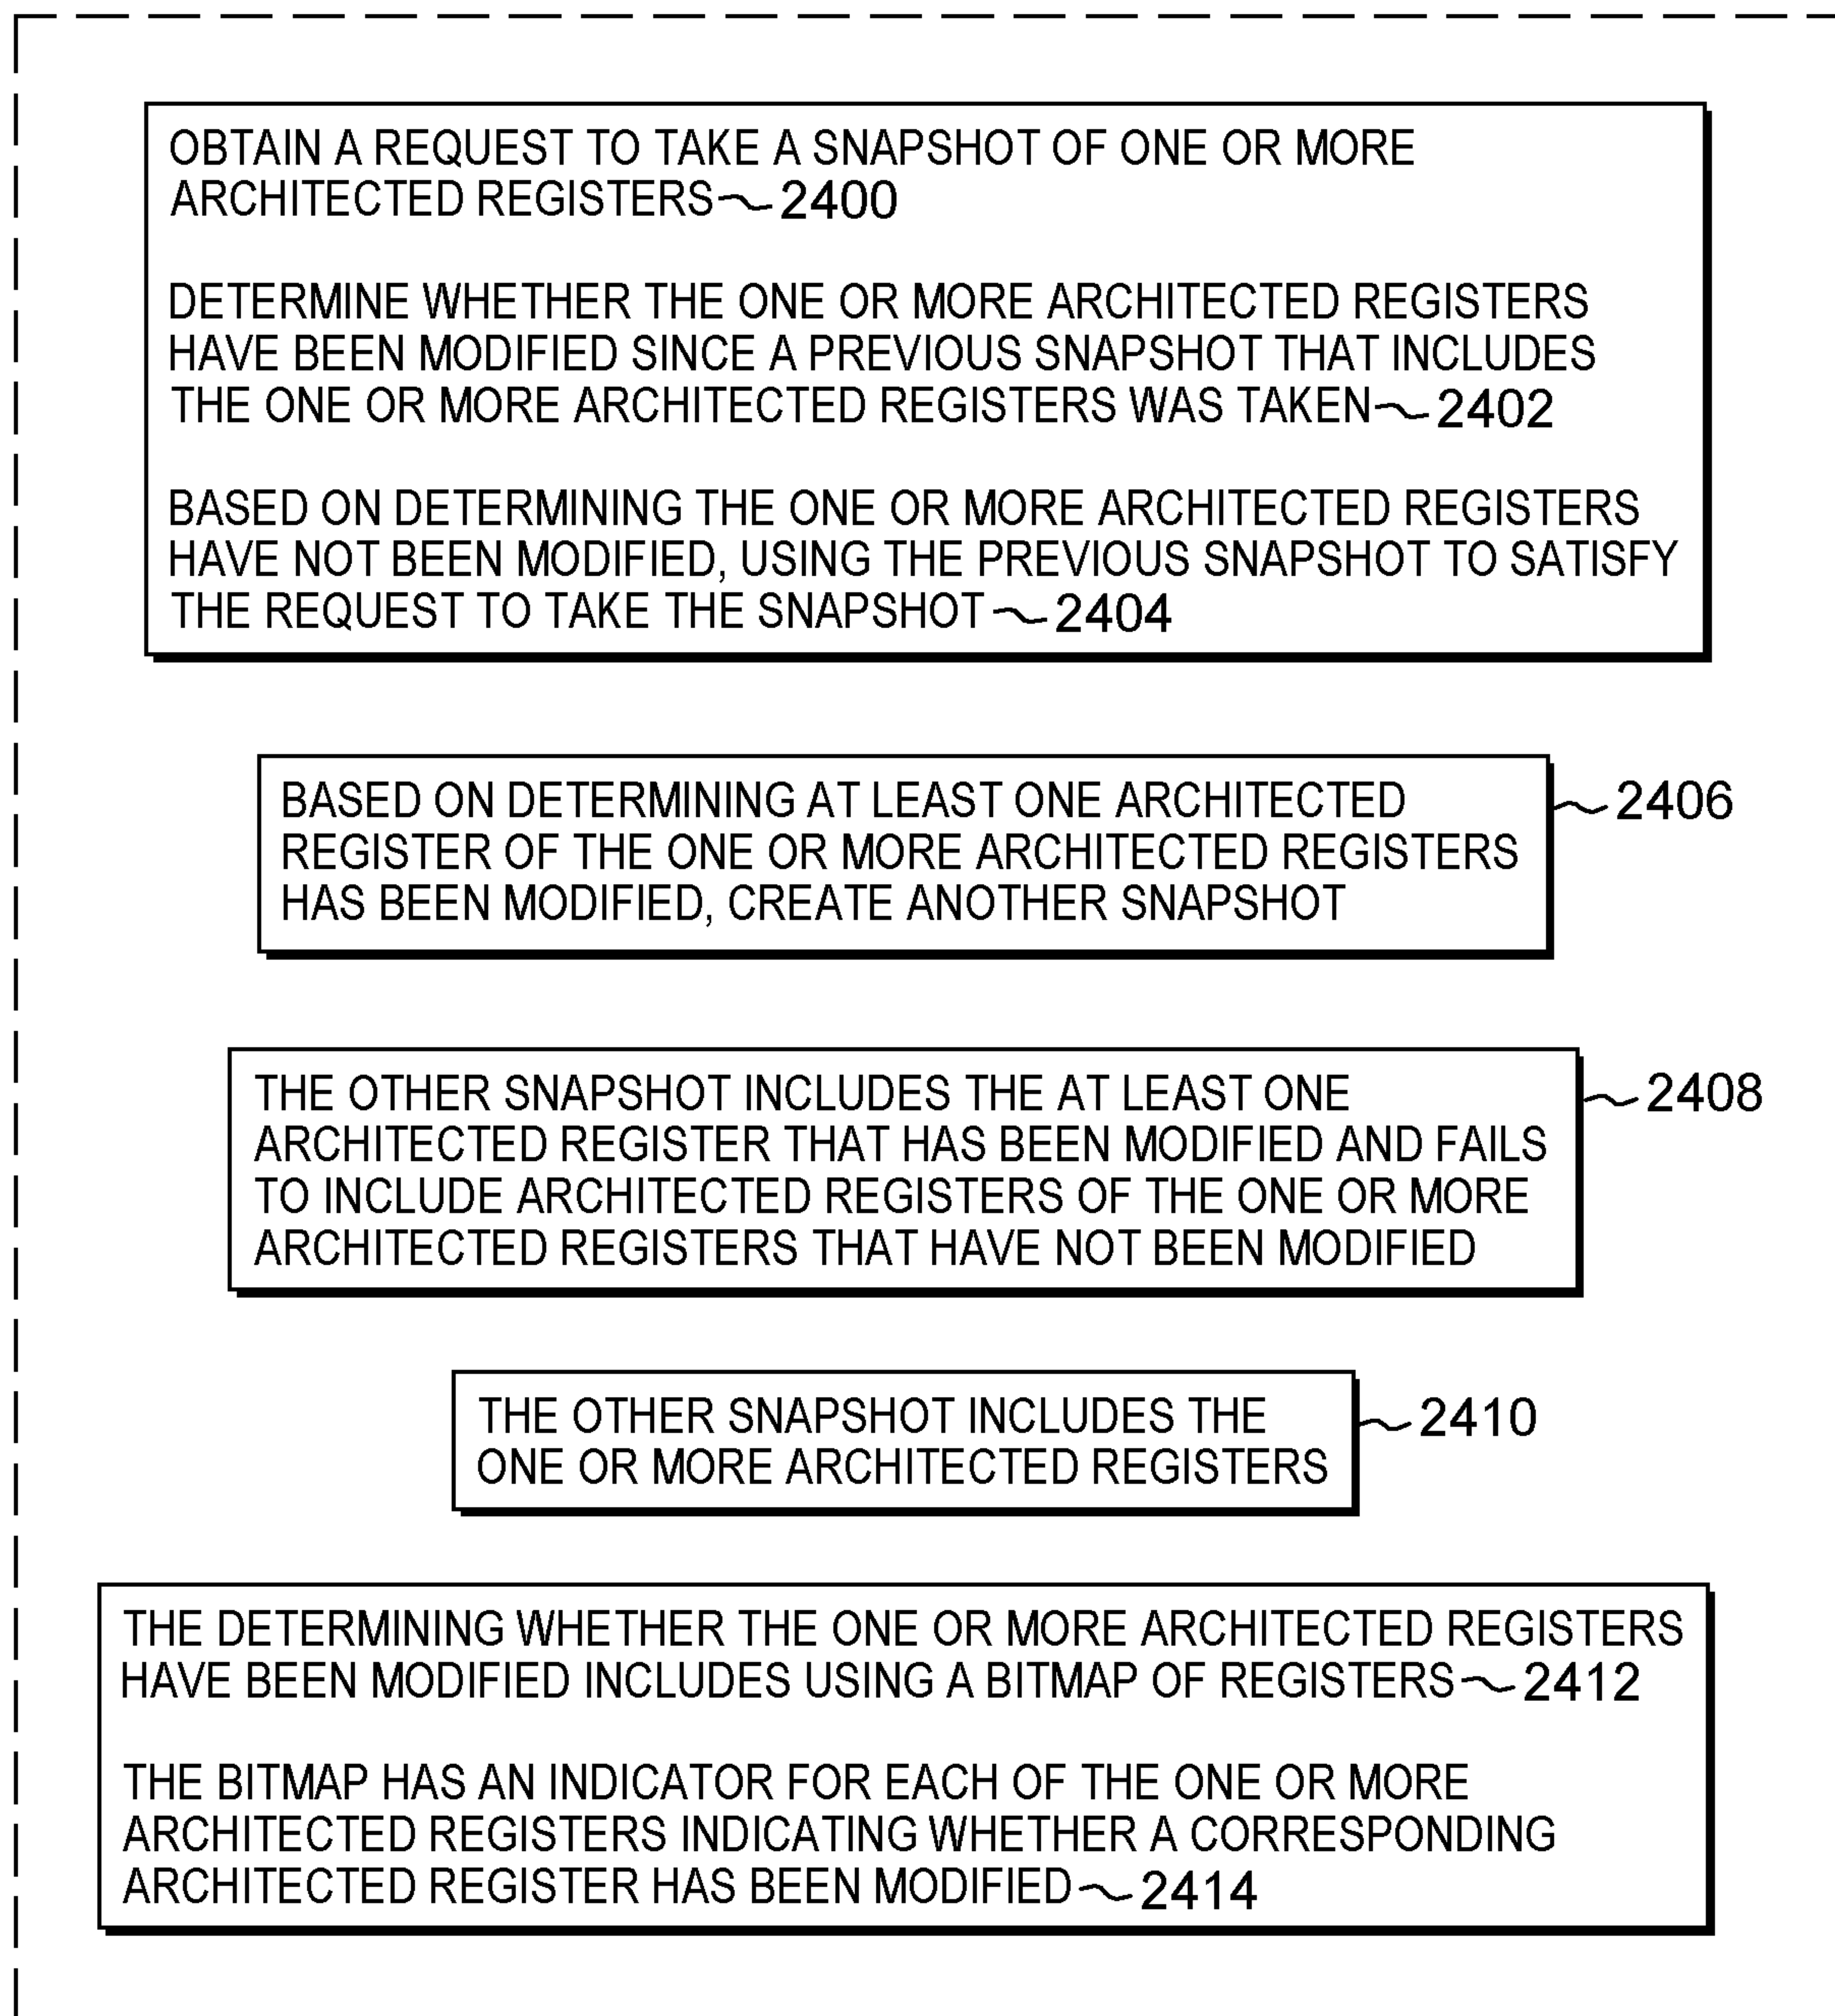 OBTAIN A REQUEST TO TAKE A SNAPSHOT OF ONE OR MORE
ARCHITECTED REGISTERS 2400
DETERMINE WHETHER THE ONE OR MORE ARCHITECTED REGISTERS
HAVE BEEN MODIFIED SINCE A PREVIOUS SNAPSHOT THAT INCLUDES
THE ONE OR MORE ARCHITECTED REGISTERS WAS TAKEN 2402
BASED ON DETERMINING THE ONE OR MORE ARCHITECTED REGISTERS
HAVE NOT BEEN MODIFIED, USING THE PREVIOUS SNAPSHOT TO SATISFY
THE REQUEST TO TAKE THE SNAPSHOT 2404
BASED ON DETERMINING AT LEAST ONE ARCHITECTED 2406
REGISTER OF THE ONE OR MORE ARCHITECTED REGISTERS
HAS BEEN MODIFIED, CREATE ANOTHER SNAPSHOT
THE OTHER SNAPSHOT INCLUDES THE AT LEAST ONE 2408
ARCHITECTED REGISTER THAT HAS BEEN MODIFIED AND FAILS
TO INCLUDE ARCHITECTED REGISTERS OF THE ONE OR MORE
ARCHITECTED REGISTERS THAT HAVE NOT BEEN MODIFIED
THE OTHER SNAPSHOT INCLUDES THE 2410
ONE OR MORE ARCHITECTED REGISTERS
THE DETERMINING WHETHER THE ONE OR MORE ARCHITECTED REGISTERS
HAVE BEEN MODIFIED INCLUDES USING A BITMAP OF REGISTERS 2412
THE BITMAP HAS AN INDICATOR FOR EACH OF THE ONE OR MORE
ARCHITECTED REGISTERS INDICATING WHETHER A CORRESPONDING
ARCHITECTED REGISTER HAS BEEN MODIFIED 2414